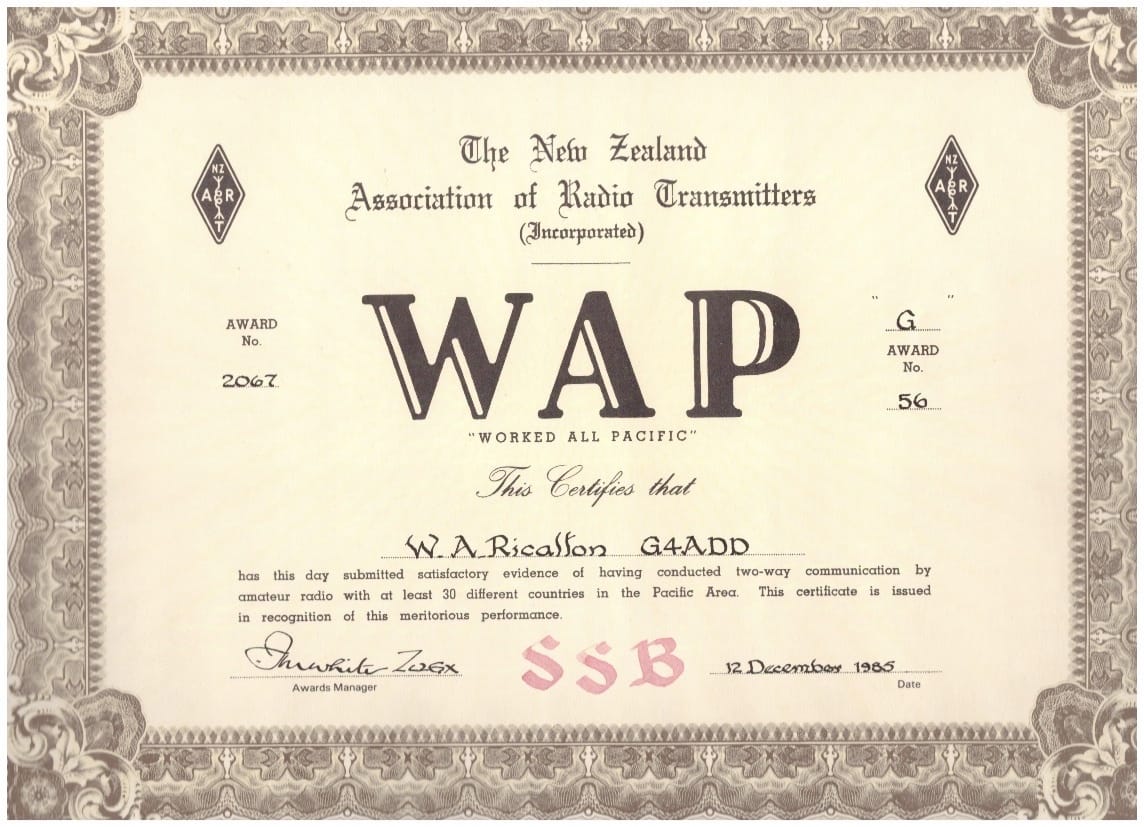 The New Zealand
Association of Radio Transmitters
(Incorporated)
NZ
A R
T
NZ
A R
T
WAP
AWARD
No.
2067
" G "
AWARD
No.
56
"WORKED ALL PACIFIC"
This Certifies that
W. A. Ricalton G4ADD
has this day submitted satisfactory evidence of having conducted two-way communication by
amateur radio with at least 30 different countries in the Pacific Area. This certificate is issued
in recognition of this meritorious performance.
SSB
12 December 1985
Awards Manager
Date